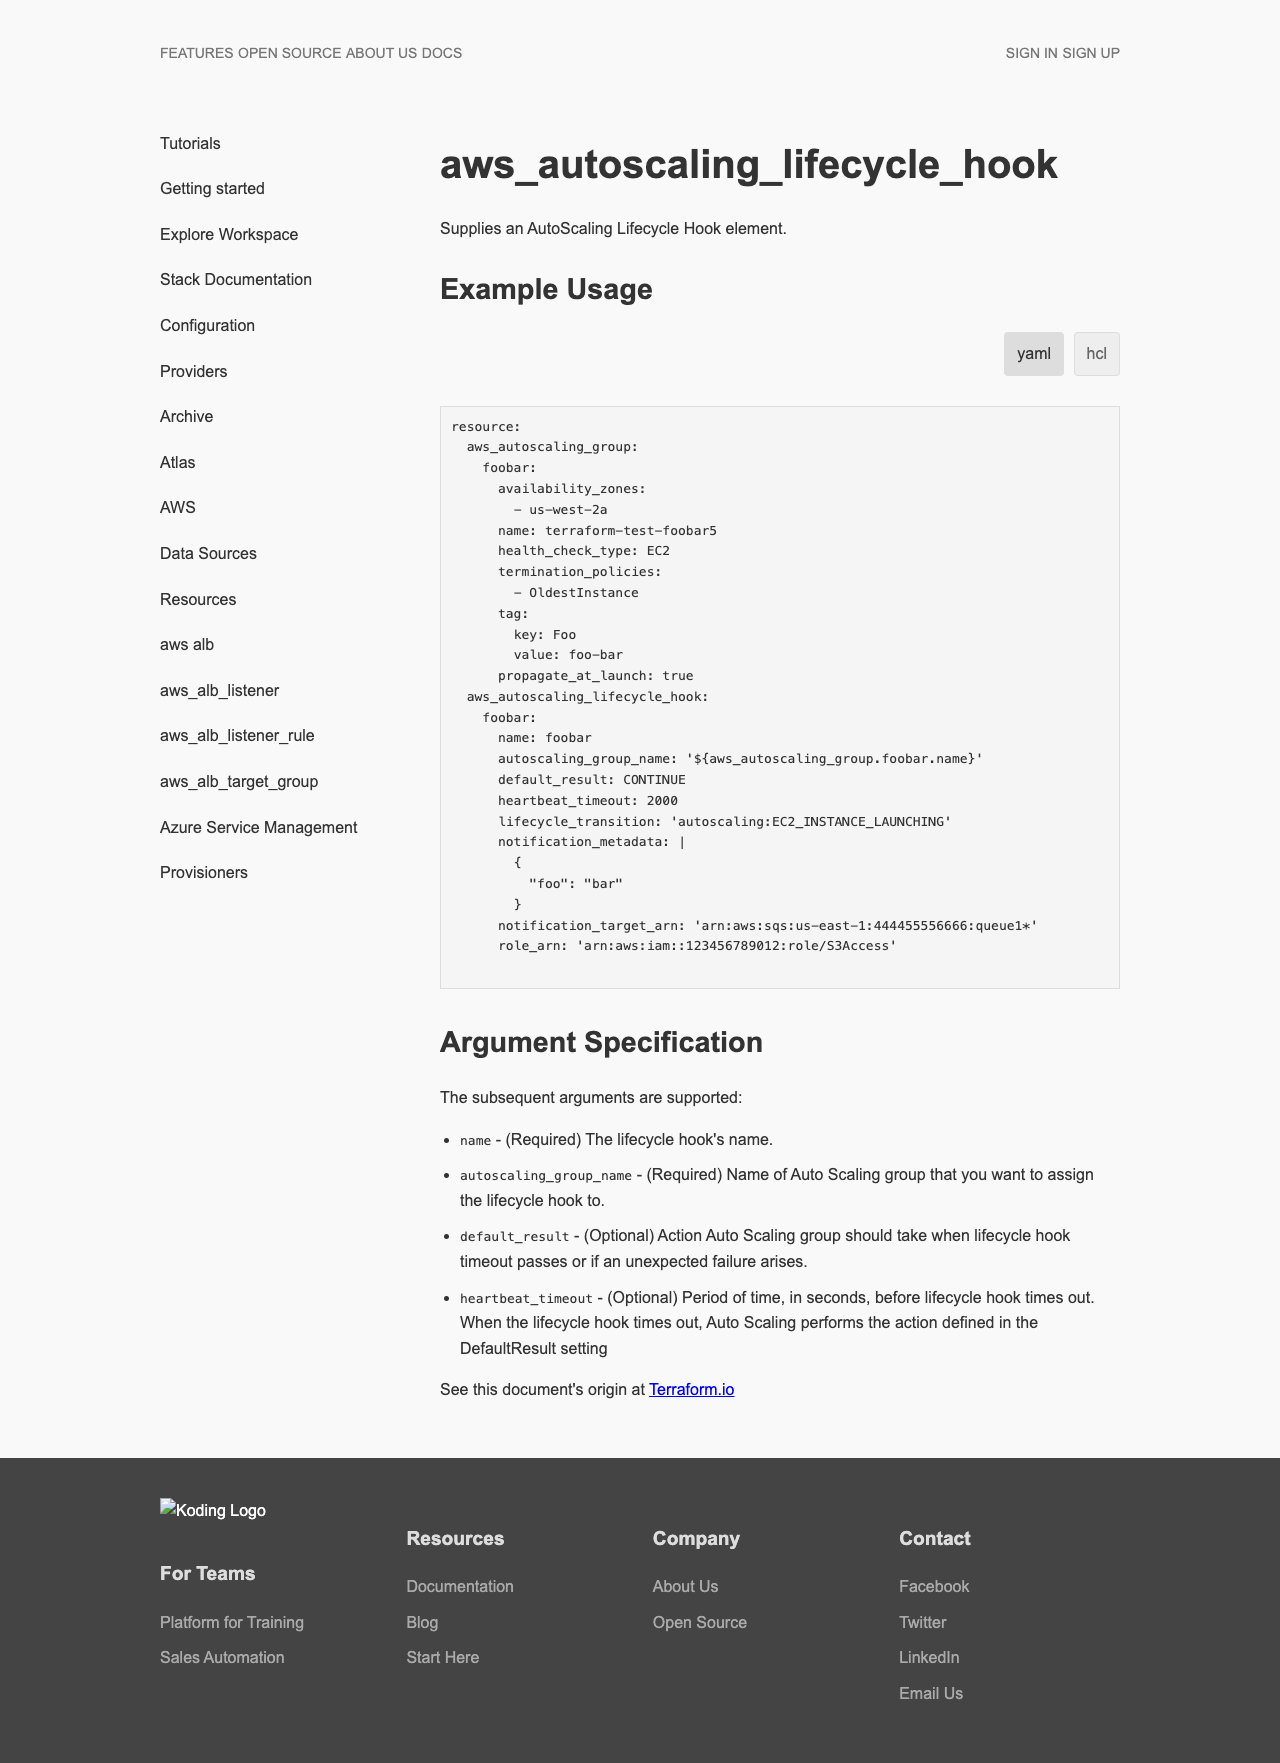 FEATURES OPEN SOURCE ABOUT US DOCS
SIGN IN SIGN UP
Tutorials
Getting started
Explore Workspace
Stack Documentation
Configuration
Providers
Archive
Atlas
AWS
Data Sources
Resources
aws alb
aws_alb_listener
aws_alb_listener_rule
aws_alb_target_group
Azure Service Management
Provisioners
aws_autoscaling_lifecycle_hook
Supplies an AutoScaling Lifecycle Hook element.
Example Usage
yaml
hcl
resource:
  aws_autoscaling_group:
    foobar:
      availability_zones:
        - us-west-2a
      name: terraform-test-foobar5
      health_check_type: EC2
      termination_policies:
        - OldestInstance
      tag:
        key: Foo
        value: foo-bar
      propagate_at_launch: true
  aws_autoscaling_lifecycle_hook:
    foobar:
      name: foobar
      autoscaling_group_name: '${aws_autoscaling_group.foobar.name}'
      default_result: CONTINUE
      heartbeat_timeout: 2000
      lifecycle_transition: 'autoscaling:EC2_INSTANCE_LAUNCHING'
      notification_metadata: |
        {
          "foo": "bar"
        }
      notification_target_arn: 'arn:aws:sqs:us-east-1:444455556666:queue1*'
      role_arn: 'arn:aws:iam::123456789012:role/S3Access'
Argument Specification
The subsequent arguments are supported:
• name - (Required) The lifecycle hook's name.
• autoscaling_group_name - (Required) Name of Auto Scaling group that you want to assign
the lifecycle hook to.
• default_result - (Optional) Action Auto Scaling group should take when lifecycle hook
timeout passes or if an unexpected failure arises.
• heartbeat_timeout - (Optional) Period of time, in seconds, before lifecycle hook times out.
When the lifecycle hook times out, Auto Scaling performs the action defined in the
DefaultResult setting
See this document's origin at Terraform.io
Koding Logo
For Teams
Platform for Training
Sales Automation
Resources
Documentation
Blog
Start Here
Company
About Us
Open Source
Contact
Facebook
Twitter
LinkedIn
Email Us